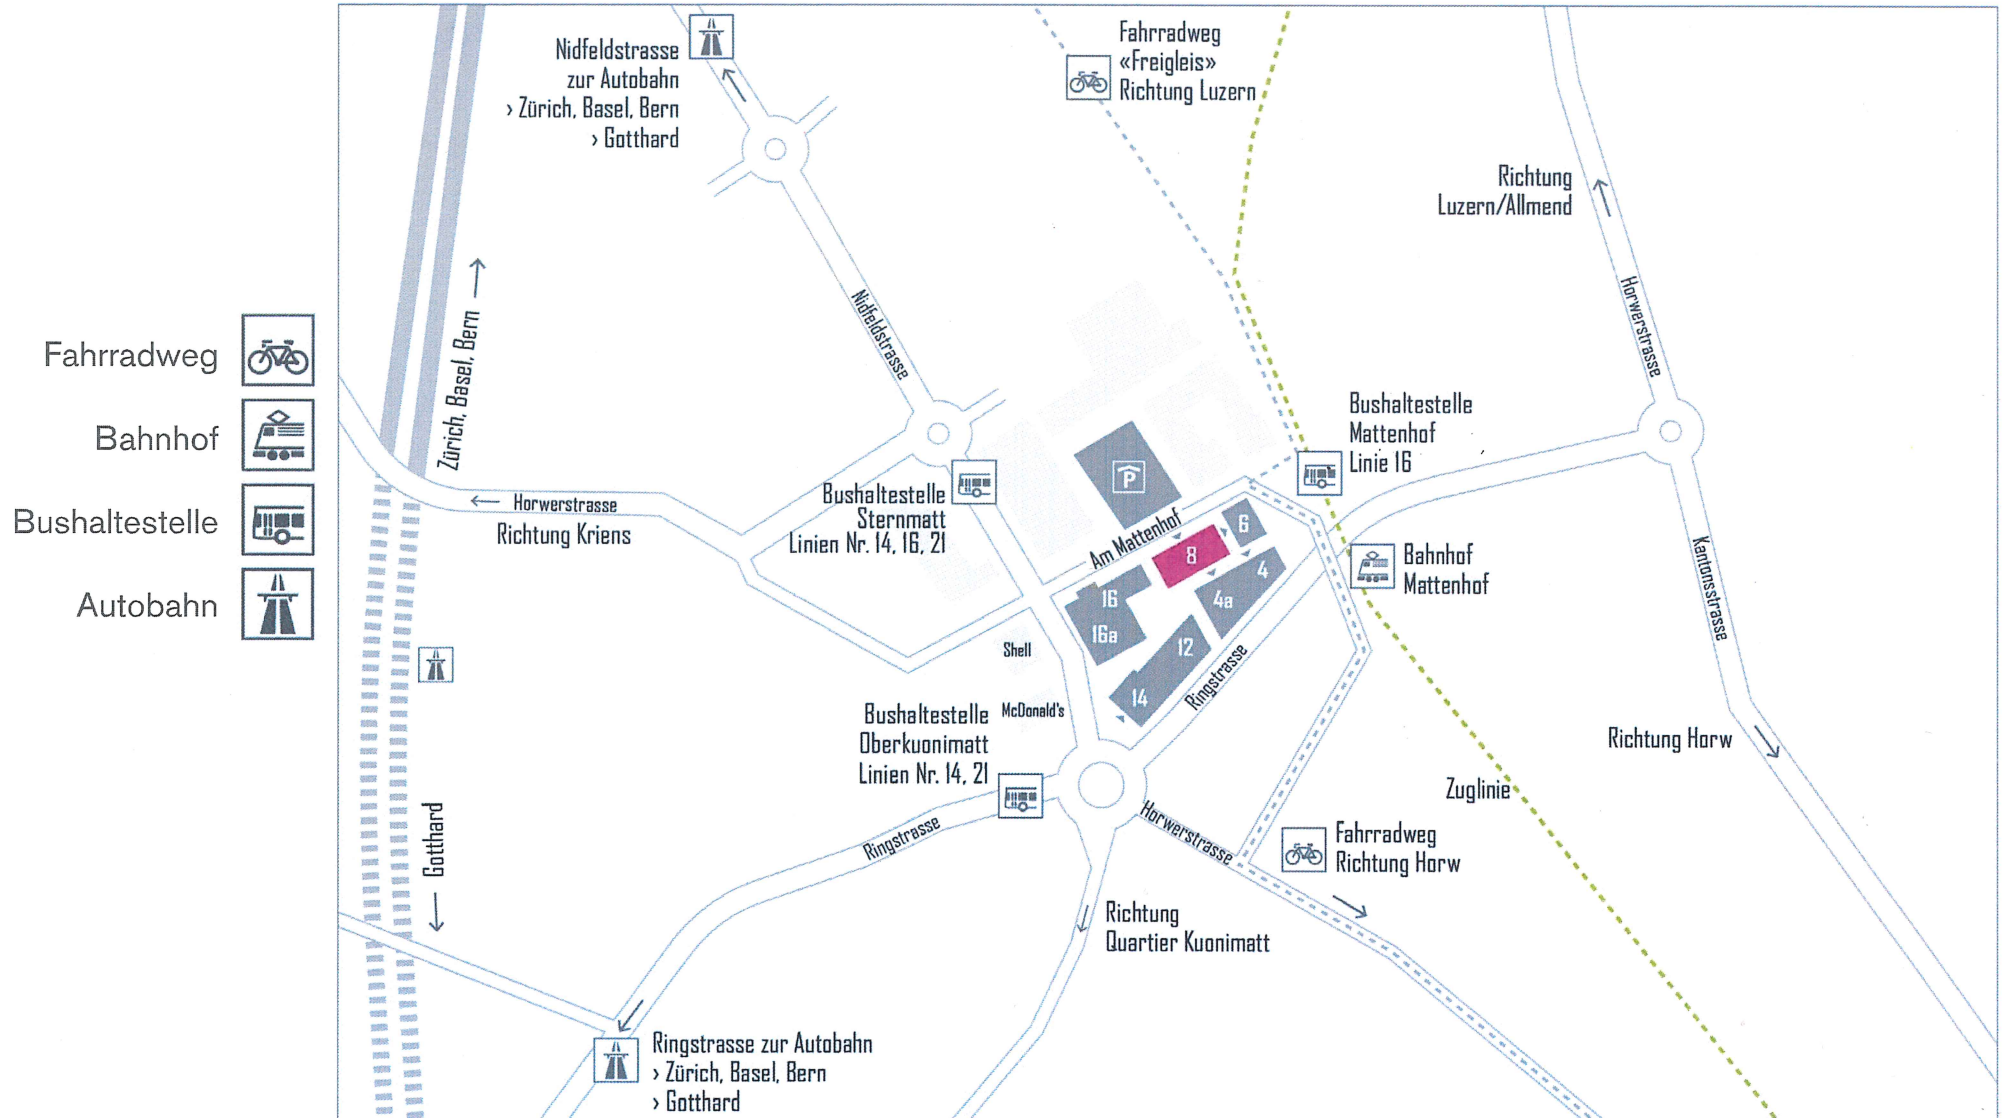 Fahrradweg
Bahnhof
Bushaltestelle
Autobahn
Nidfeldstrasse
zur Autobahn
› Zürich, Basel, Bern
› Gotthard
Fahrradweg
«Freigleis»
Richtung Luzern
Richtung
Luzern/Allmend
Horwerstrasse
Nidfeldstrasse
Zürich, Basel, Bern
Bushaltestelle
Mattenhof
Linie 16
P
Horwerstrasse
Richtung Kriens
Bushaltestelle
Sternmatt
Linien Nr. 14, 16, 21
Am Mattenhof
6
8
4
4a
16
16a
12
14
Bahnhof
Mattenhof
Kantonsstrasse
Shell
McDonald's
Ringstrasse
Bushaltestelle
Oberkuonimatt
Linien Nr. 14, 21
Richtung Horw
Zuglinie
Gotthard
Ringstrasse
Horwerstrasse
Fahrradweg
Richtung Horw
Richtung
Quartier Kuonimatt
Ringstrasse zur Autobahn
› Zürich, Basel, Bern
› Gotthard